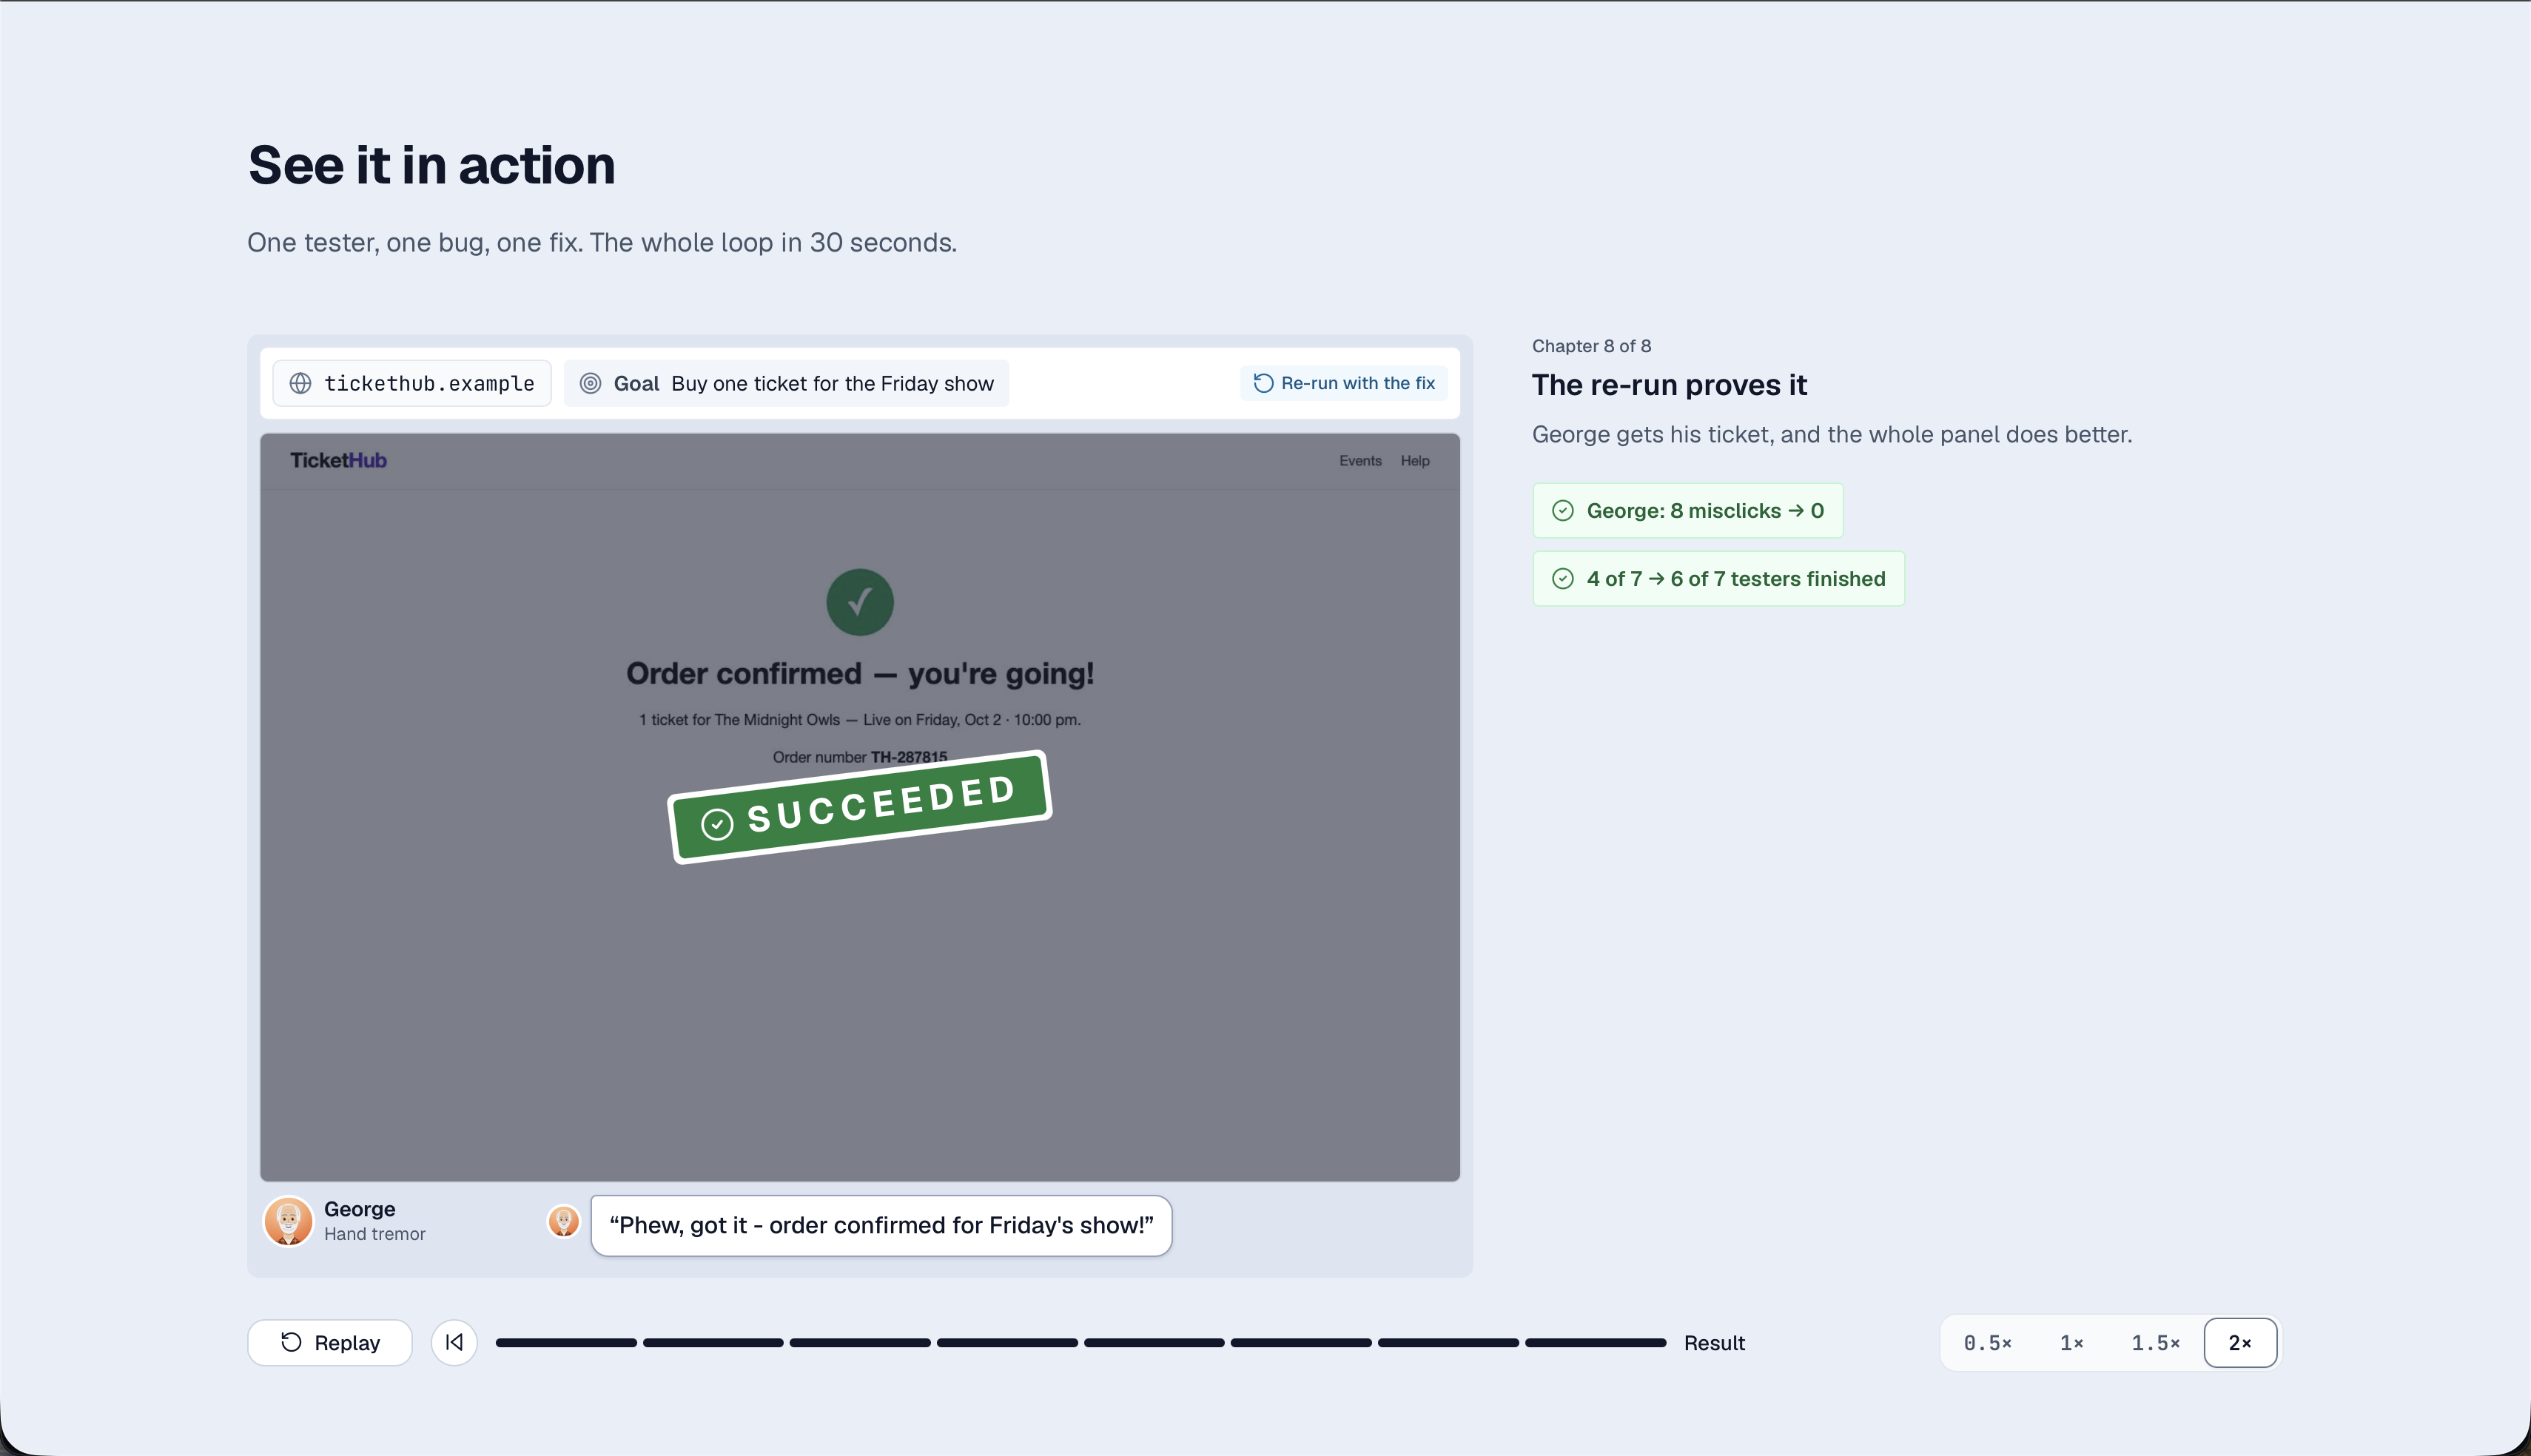 See it in action
One tester, one bug, one fix. The whole loop in 30 seconds.
tickethub.example
Goal Buy one ticket for the Friday show
Re-run with the fix
TicketHub
Events Help
Order confirmed — you're going!
1 ticket for The Midnight Owls — Live on Friday, Oct 2 · 10:00 pm.
Order number TH-287815
SUCCEEDED
George
Hand tremor
“Phew, got it - order confirmed for Friday's show!”
Chapter 8 of 8
The re-run proves it
George gets his ticket, and the whole panel does better.
George: 8 misclicks → 0
4 of 7 → 6 of 7 testers finished
Replay
Result
0.5× 1× 1.5× 2×